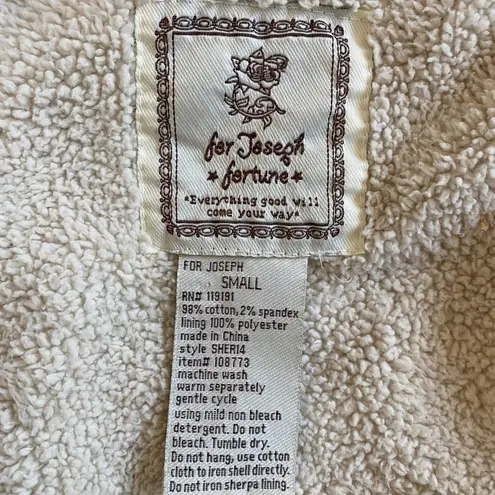 for Joseph
* fortune *
"Everything good will
come your way"
FOR JOSEPH
SMALL
RN# 119191
98% cotton, 2% spandex
lining 100% polyester
made in China
style SHER14
item# 108773
machine wash
warm separately
gentle cycle
using mild non bleach
detergent. Do not
bleach. Tumble dry.
Do not hang, use cotton
cloth to iron shell directly.
Do not iron sherpa lining.